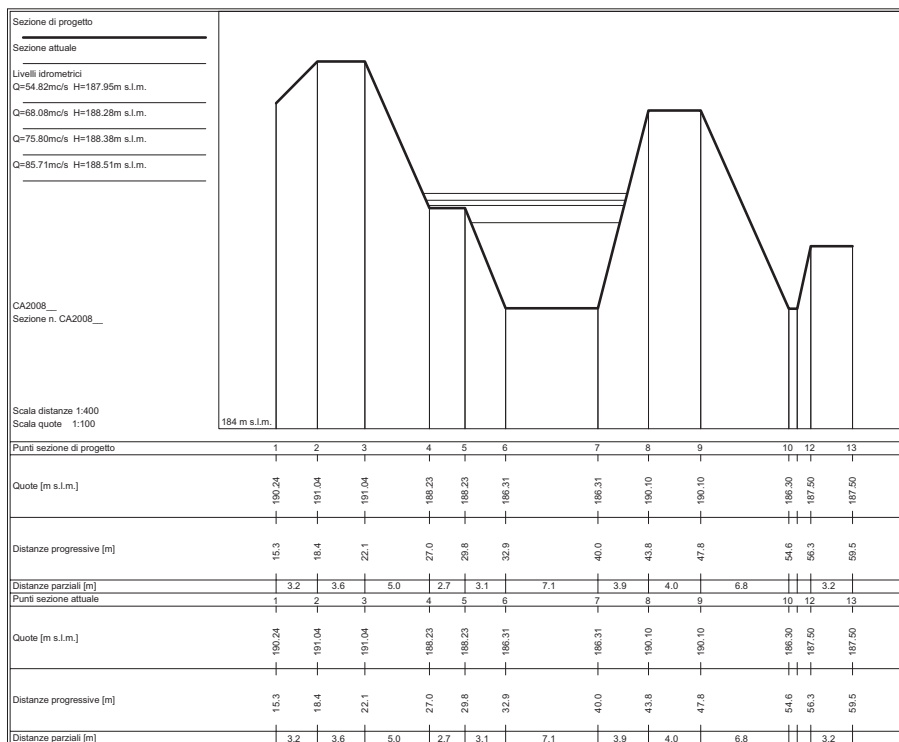 Sezione di progetto
Sezione attuale
Livelli idrometrici
Q=54.82mc/s H=187.95m s.l.m.
Q=68.08mc/s H=188.28m s.l.m.
Q=75.80mc/s H=188.38m s.l.m.
Q=85.71mc/s H=188.51m s.l.m.
CA2008__
Sezione n. CA2008__
Scala distanze 1:400
Scala quote 1:100
184 m s.l.m.
Punti sezione di progetto 1 2 3 4 5 6 7 8 9 10 12 13
Quote [m s.l.m.] 190.24 191.04 191.04 188.23 188.23 186.31 186.31 190.10 190.10 186.30 187.50 187.50
Distanze progressive [m] 15.3 18.4 22.1 27.0 29.8 32.9 40.0 43.8 47.8 54.6 56.3 59.5
Distanze parziali [m] 3.2 3.6 5.0 2.7 3.1 7.1 3.9 4.0 6.8 3.2
Punti sezione attuale 1 2 3 4 5 6 7 8 9 10 12 13
Quote [m s.l.m.] 190.24 191.04 191.04 188.23 188.23 186.31 186.31 190.10 190.10 186.30 187.50 187.50
Distanze progressive [m] 15.3 18.4 22.1 27.0 29.8 32.9 40.0 43.8 47.8 54.6 56.3 59.5
Distanze parziali [m] 3.2 3.6 5.0 2.7 3.1 7.1 3.9 4.0 6.8 3.2